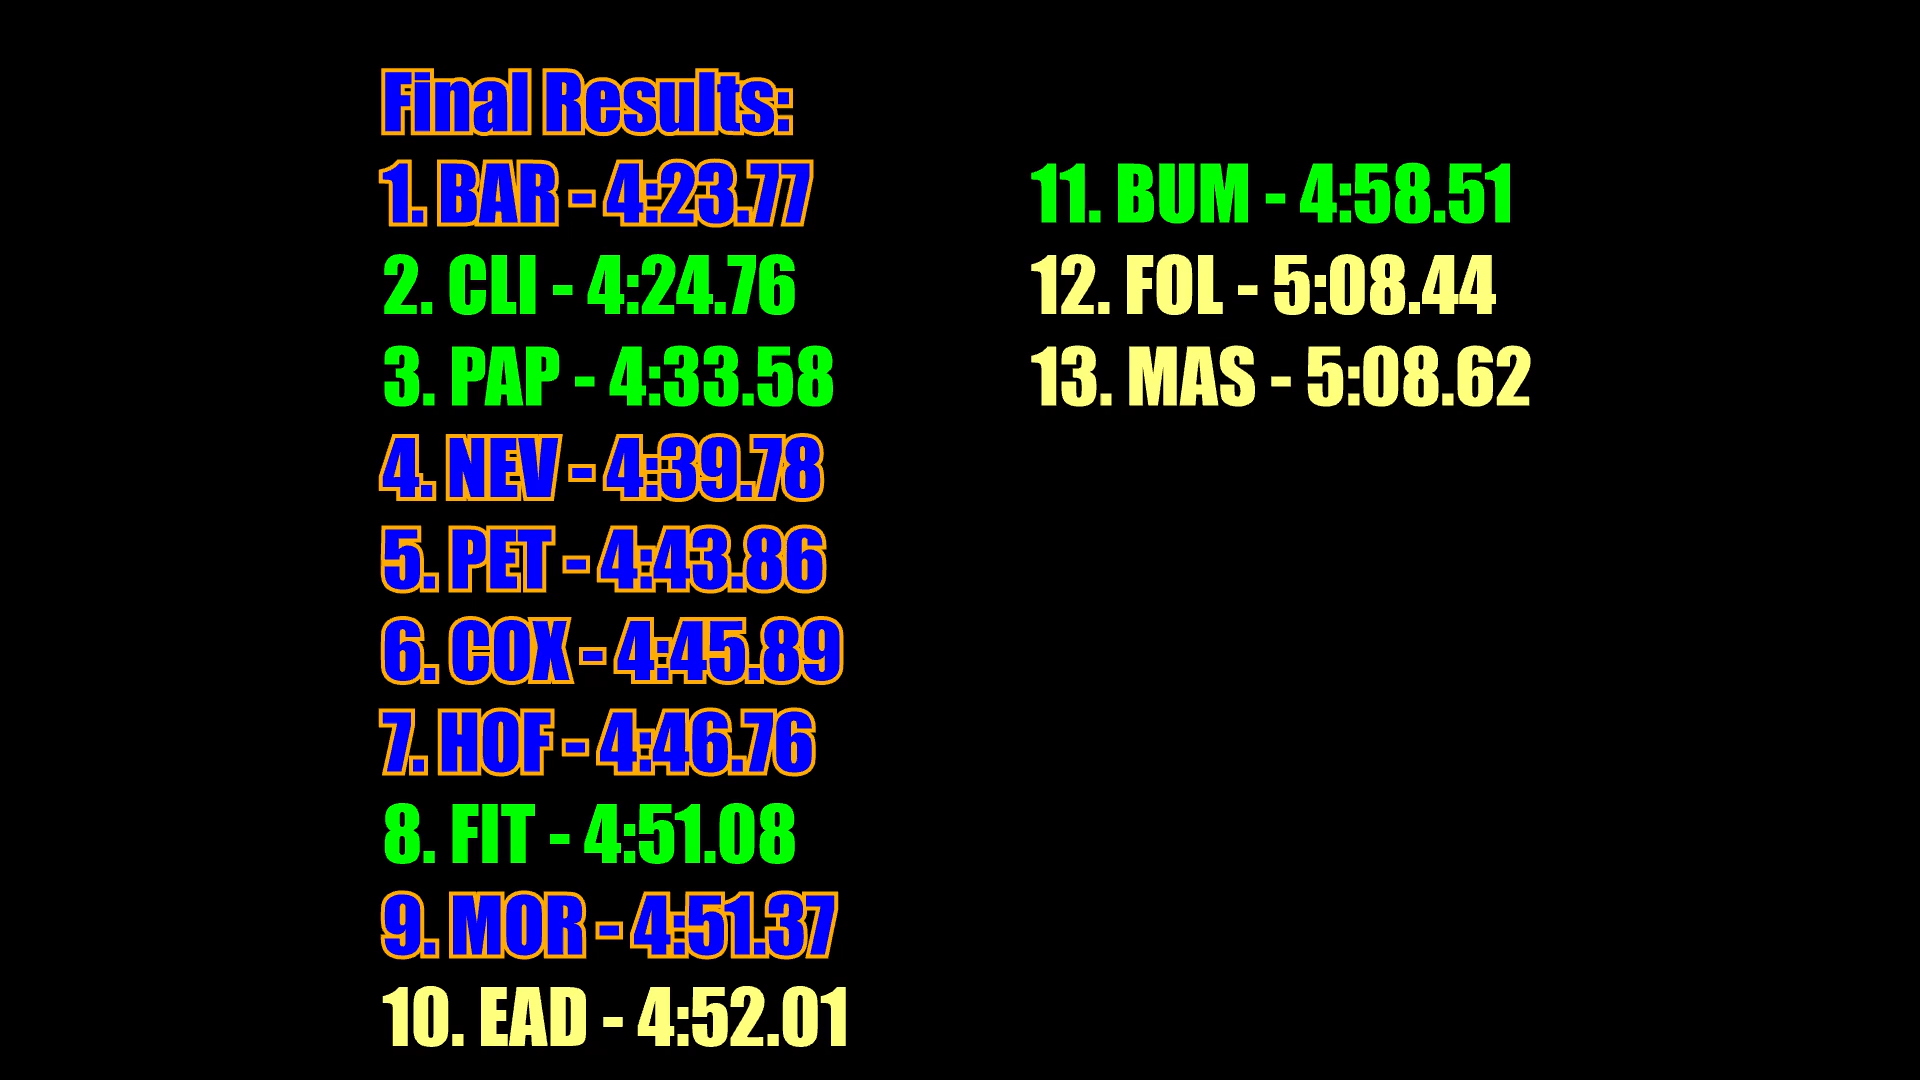 Final Results:
1. BAR - 4:23.77
2. CLI - 4:24.76
3. PAP - 4:33.58
4. NEV - 4:39.78
5. PET - 4:43.86
6. COX - 4:45.89
7. HOF - 4:46.76
8. FIT - 4:51.08
9. MOR - 4:51.37
10. EAD - 4:52.01
11. BUM - 4:58.51
12. FOL - 5:08.44
13. MAS - 5:08.62